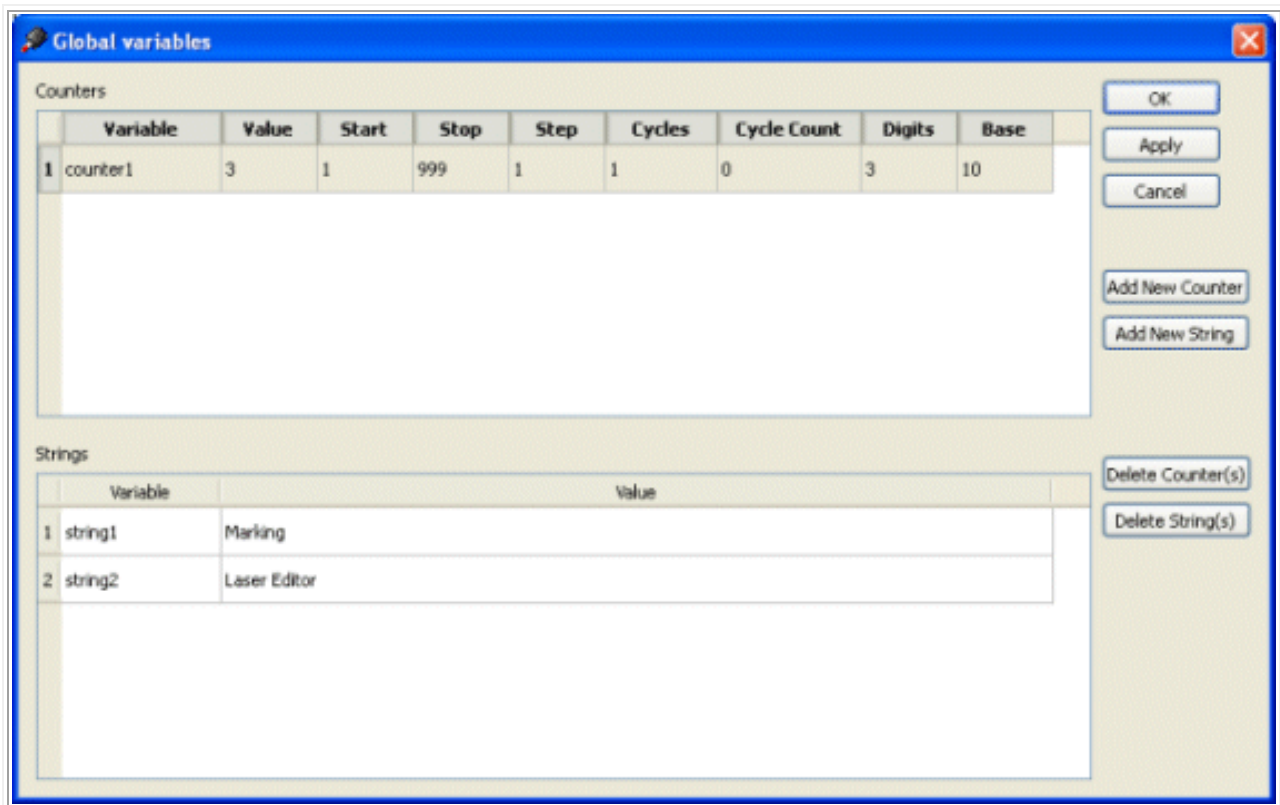 Global variables
Counters
OK
Variable Value Start Stop Step Cycles Cycle Count Digits Base
Apply
1 counter1 3 1 999 1 1 0 3 10
Cancel
Add New Counter
Add New String
Strings
Delete Counter(s)
Variable Value
Delete String(s)
1 string1 Marking
2 string2 Laser Editor